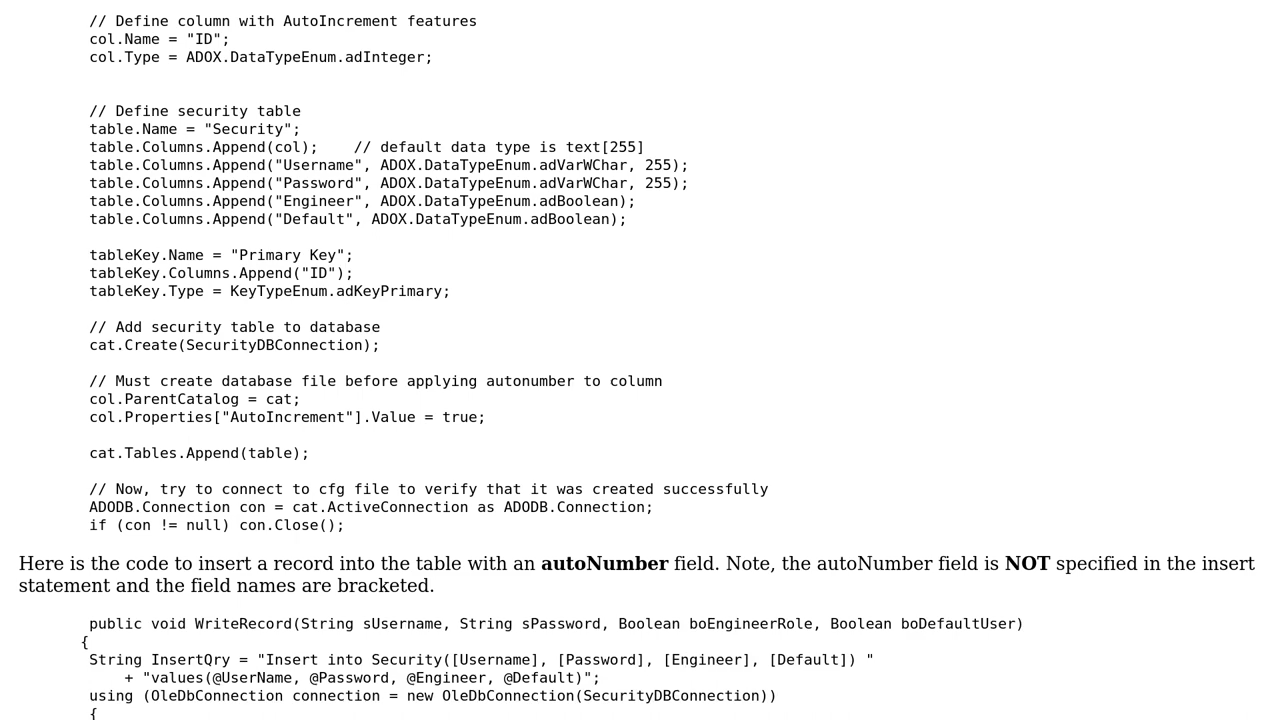 // Define column with AutoIncrement features
col.Name = "ID";
col.Type = ADOX.DataTypeEnum.adInteger;
// Define security table
table.Name = "Security";
table.Columns.Append(col);    // default data type is text[255]
table.Columns.Append("Username", ADOX.DataTypeEnum.adVarWChar, 255);
table.Columns.Append("Password", ADOX.DataTypeEnum.adVarWChar, 255);
table.Columns.Append("Engineer", ADOX.DataTypeEnum.adBoolean);
table.Columns.Append("Default", ADOX.DataTypeEnum.adBoolean);
tableKey.Name = "Primary Key";
tableKey.Columns.Append("ID");
tableKey.Type = KeyTypeEnum.adKeyPrimary;
// Add security table to database
cat.Create(SecurityDBConnection);
// Must create database file before applying autonumber to column
col.ParentCatalog = cat;
col.Properties["AutoIncrement"].Value = true;
cat.Tables.Append(table);
// Now, try to connect to cfg file to verify that it was created successfully
ADODB.Connection con = cat.ActiveConnection as ADODB.Connection;
if (con != null) con.Close();
Here is the code to insert a record into the table with an autoNumber field. Note, the autoNumber field is NOT specified in the insert
statement and the field names are bracketed.
public void WriteRecord(String sUsername, String sPassword, Boolean boEngineerRole, Boolean boDefaultUser)
{
String InsertQry = "Insert into Security([Username], [Password], [Engineer], [Default]) "
+ "values(@UserName, @Password, @Engineer, @Default)";
using (OleDbConnection connection = new OleDbConnection(SecurityDBConnection))
{